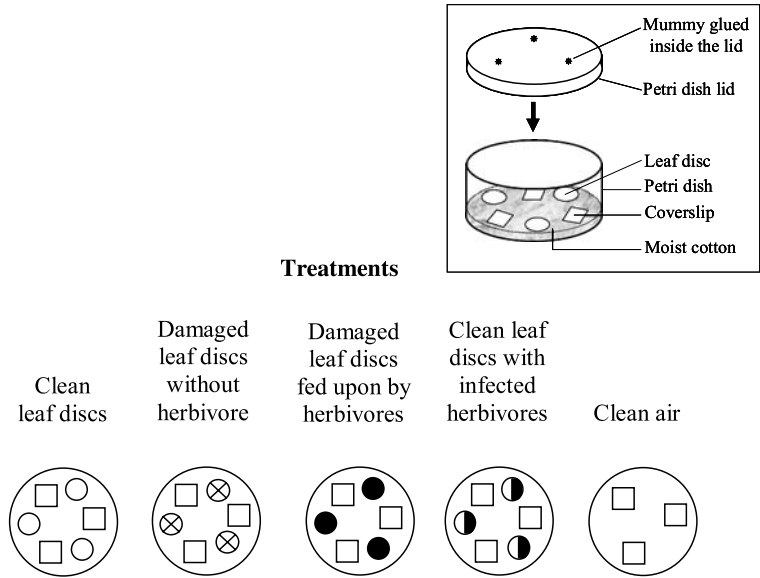 Mummy glued
inside the lid
Petri dish lid
Leaf disc
Petri dish
Coverslip
Moist cotton
Treatments
Clean
leaf discs
Damaged
leaf discs
without
herbivore
Damaged
leaf discs
fed upon by
herbivores
Clean leaf
discs with
infected
herbivores
Clean air